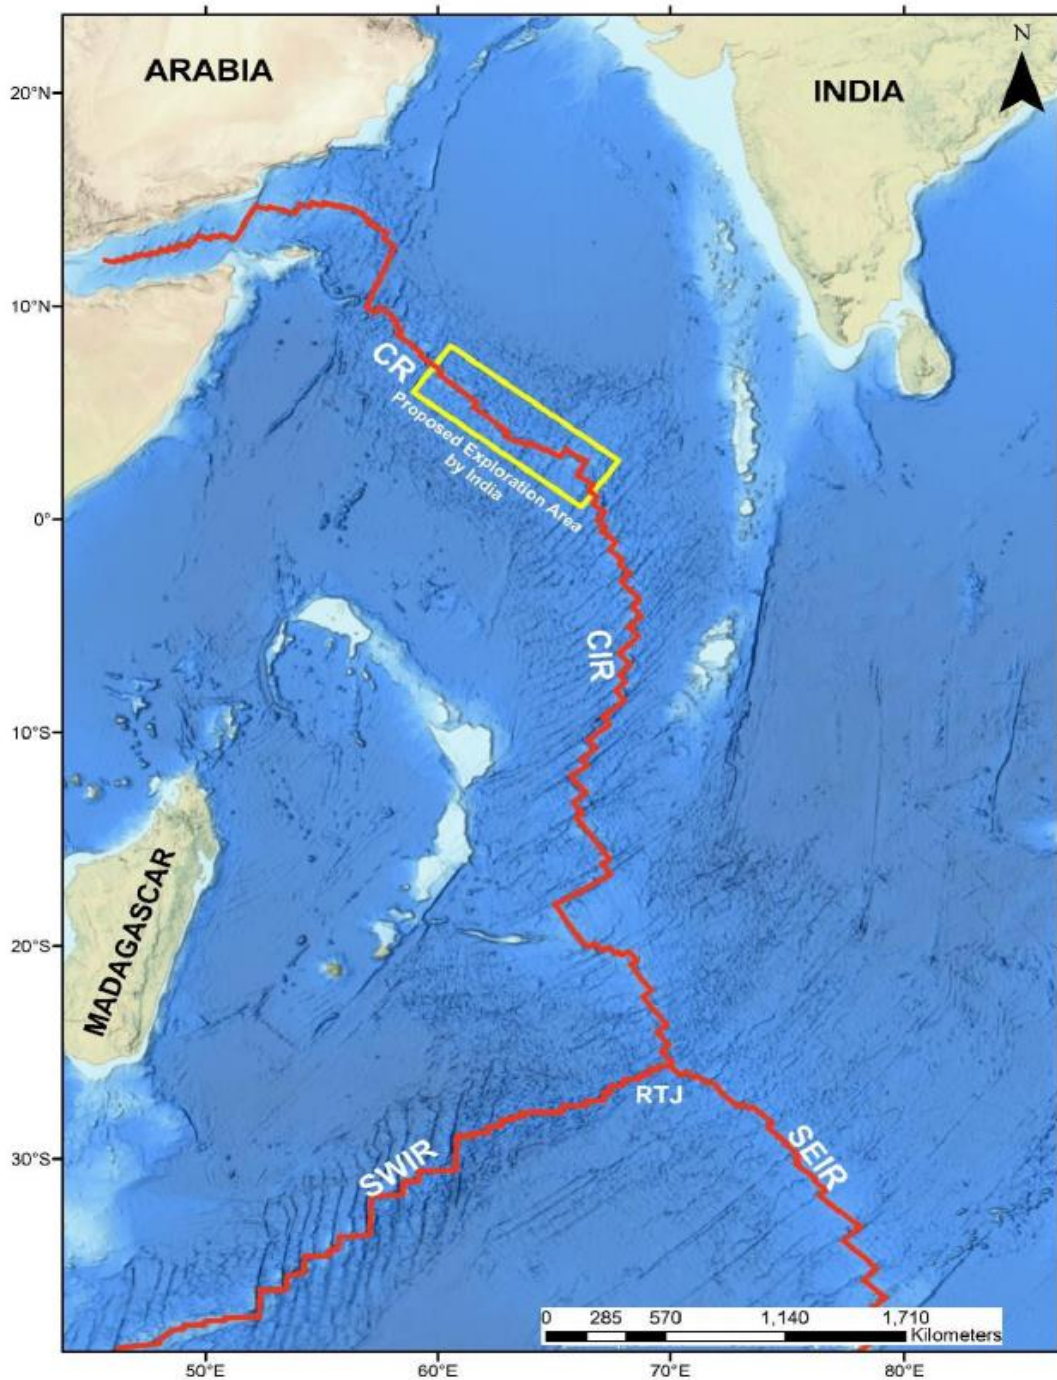 N
ARABIA
INDIA
20°N
10°N
CR
Proposed Exploration Area
by India
0°
CIR
10°S
MADAGASCAR
20°S
RTJ
SWIR
SEIR
30°S
0 285 570 1,140 1,710
Kilometers
50°E 60°E 70°E 80°E